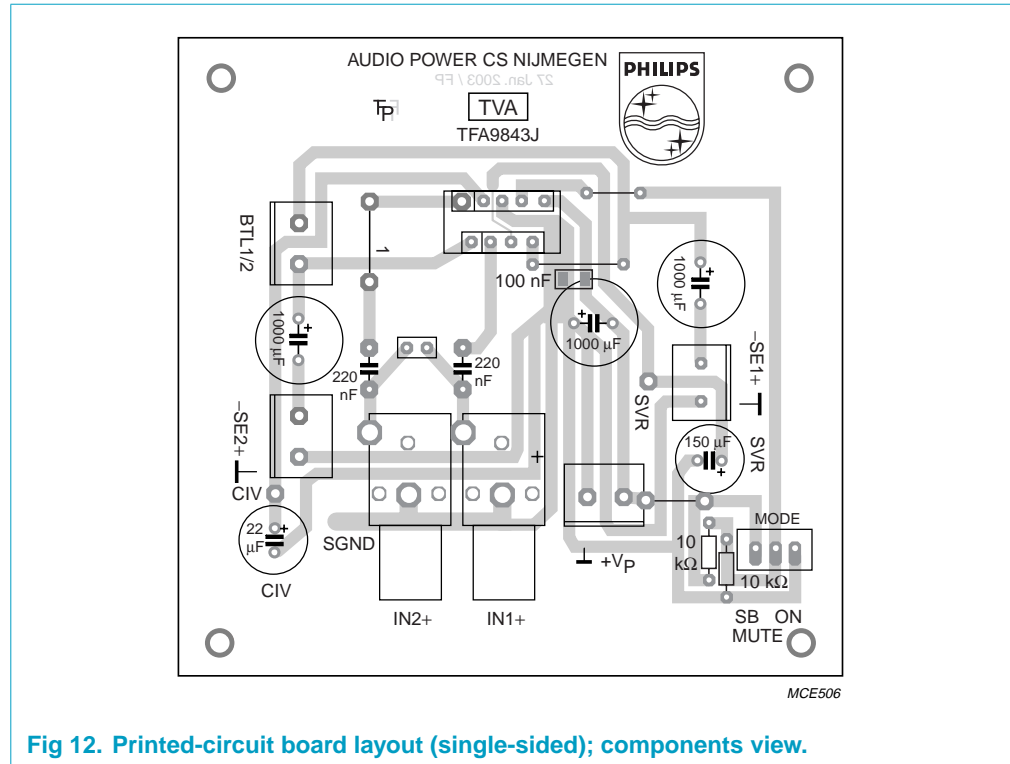 AUDIO POWER CS NIJMEGEN
27 Jan. 2003 / FP
PHILIPS
TP
TVA
TFA9843J
BTL1/2
1
100 nF
1000 µF
1000 µF
1000 µF
220 nF
220 nF
−SE1+
SVR
−SE2+
150 µF
SVR
CIV
+
22 µF
MODE
SGND
+VP
10 kΩ
10 kΩ
CIV
IN2+
IN1+
SB ON
MUTE
MCE506
Fig 12. Printed-circuit board layout (single-sided); components view.